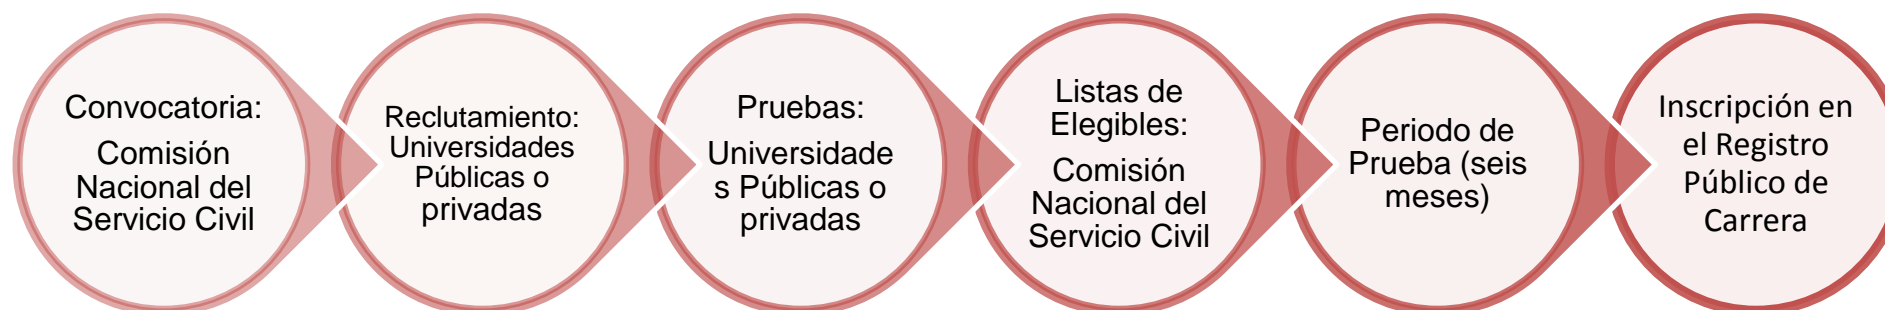 Convocatoria:
Comisión
Nacional del
Servicio Civil
Reclutamiento:
Universidades
Públicas o
privadas
Pruebas:
Universidade
s Públicas o
privadas
Listas de
Elegibles:
Comisión
Nacional del
Servicio Civil
Periodo de
Prueba (seis
meses)
Inscripción en
el Registro
Público de
Carrera